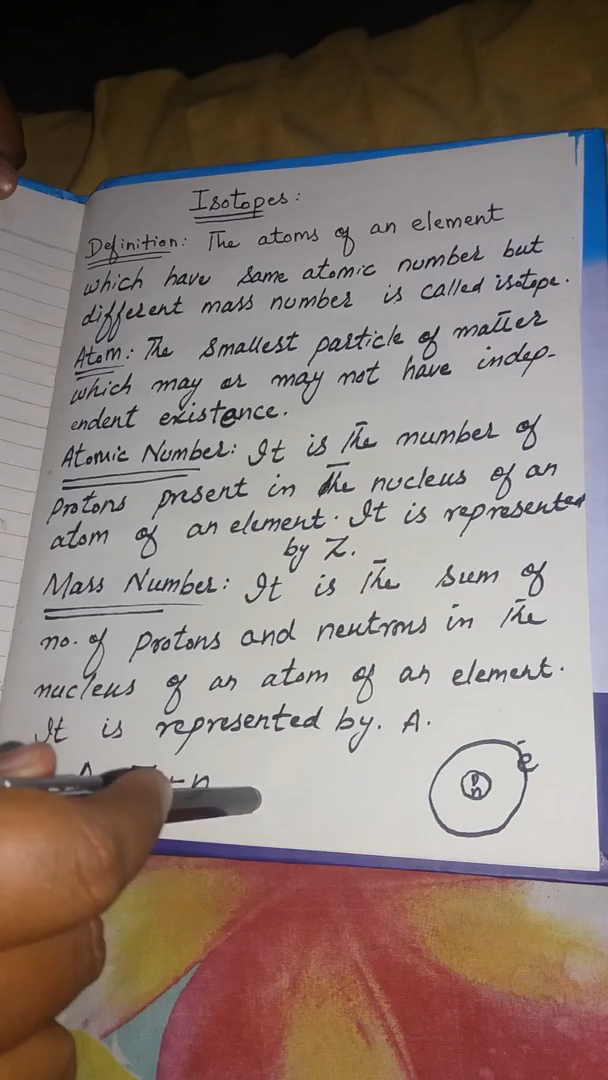 Isotopes:
Definition: The atoms of an element
which have same atomic number but
different mass number is called isotope.
Atom: The smallest particle of matter
which may or may not have indep-
endent existence.
Atomic Number: It is the number of
protons present in the nucleus of an
atom of an element. It is represented
by Z.
Mass Number: It is the sum of
no. of protons and neutrons in the
nucleus of an atom of an element.
It is represented by. A.
+ n
e
p
n